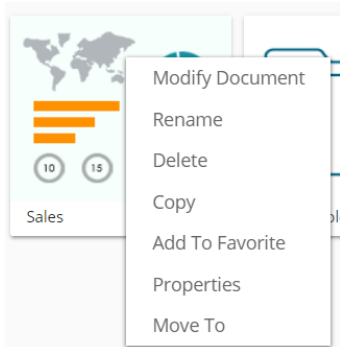 Modify Document
Rename
Delete
10 15
Copy
Sales
Add To Favorite
Properties
Move To